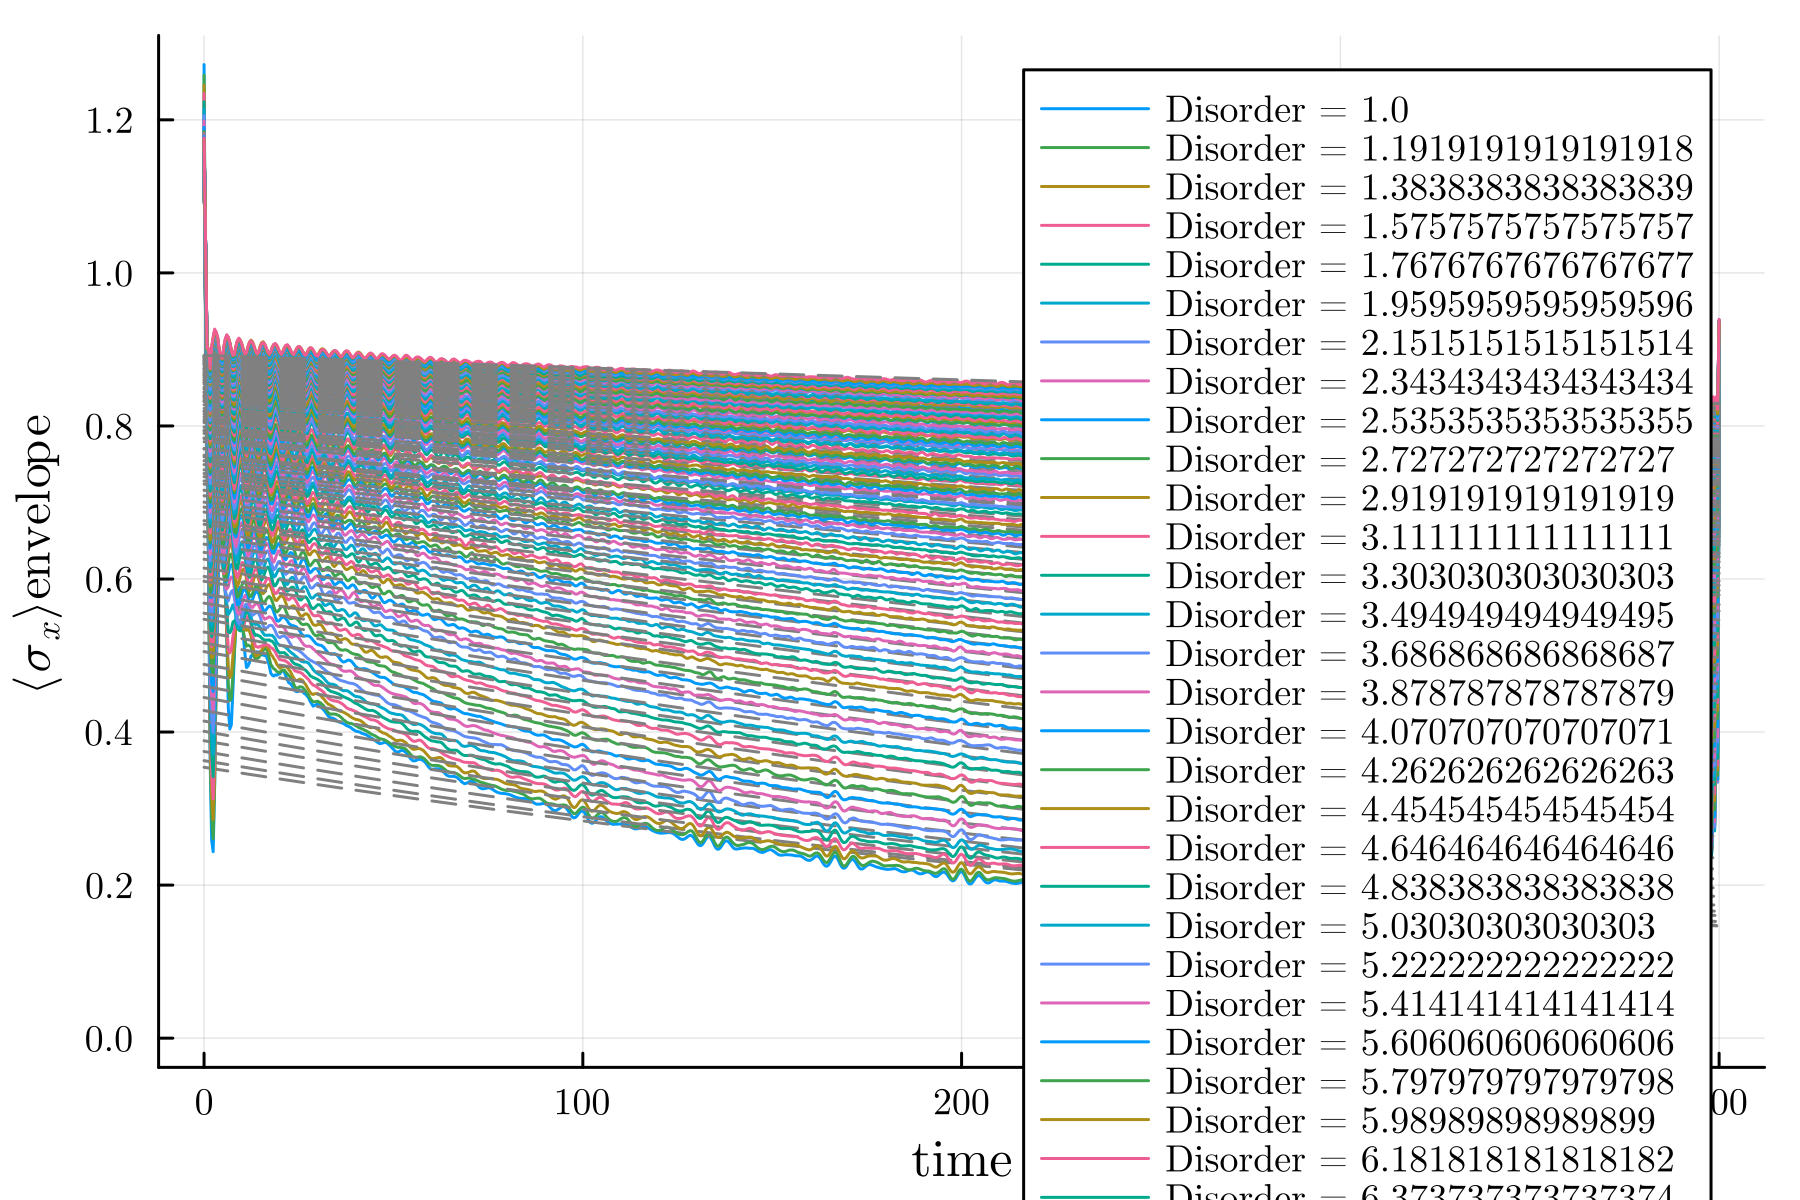 ⟨σx⟩envelope
1.2
1.0
0.8
0.6
0.4
0.2
0.0
0
100
200
00
time
Disorder = 1.0
Disorder = 1.1919191919191918
Disorder = 1.3838383838383839
Disorder = 1.5757575757575757
Disorder = 1.7676767676767677
Disorder = 1.9595959595959596
Disorder = 2.1515151515151514
Disorder = 2.3434343434343434
Disorder = 2.5353535353535355
Disorder = 2.727272727272727
Disorder = 2.919191919191919
Disorder = 3.111111111111111
Disorder = 3.303030303030303
Disorder = 3.494949494949495
Disorder = 3.686868686868687
Disorder = 3.878787878787879
Disorder = 4.070707070707071
Disorder = 4.262626262626263
Disorder = 4.454545454545454
Disorder = 4.646464646464646
Disorder = 4.838383838383838
Disorder = 5.03030303030303
Disorder = 5.222222222222222
Disorder = 5.414141414141414
Disorder = 5.606060606060606
Disorder = 5.797979797979798
Disorder = 5.98989898989899
Disorder = 6.181818181818182
Disorder = 6.373737373737374